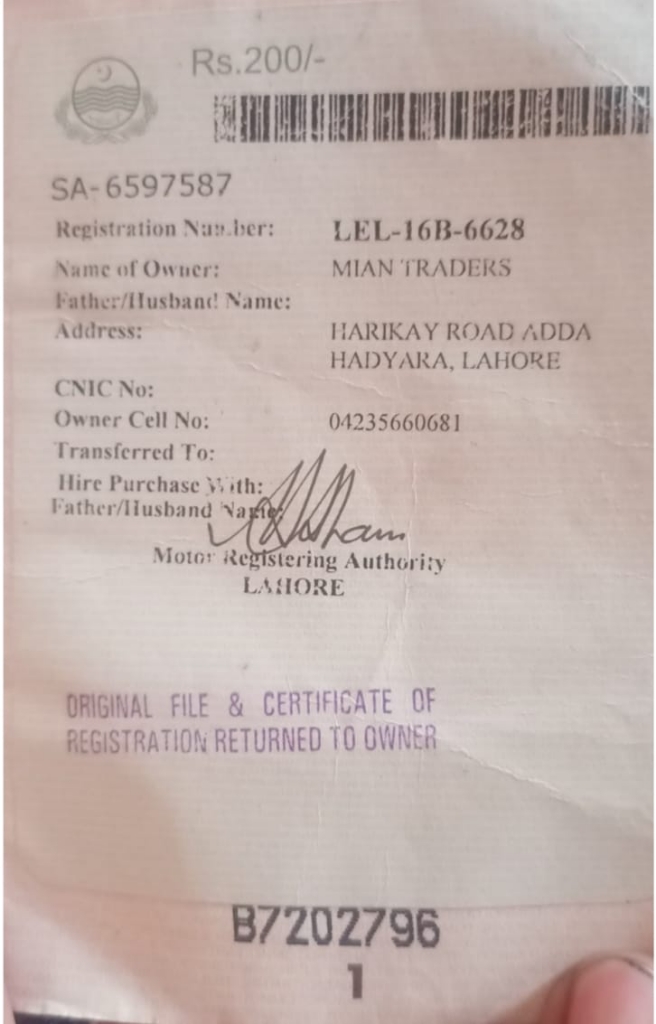 Rs.200/-
SA-6597587
Registration Number: LEL-16B-6628
Name of Owner: MIAN TRADERS
Father/Husband Name:
Address: HARIKAY ROAD ADDA
HADYARA, LAHORE
CNIC No:
Owner Cell No: 04235660681
Transferred To:
Hire Purchase With:
Father/Husband Name:
Motor Registering Authority
LAHORE
ORIGINAL FILE & CERTIFICATE OF
REGISTRATION RETURNED TO OWNER
B7202796
1